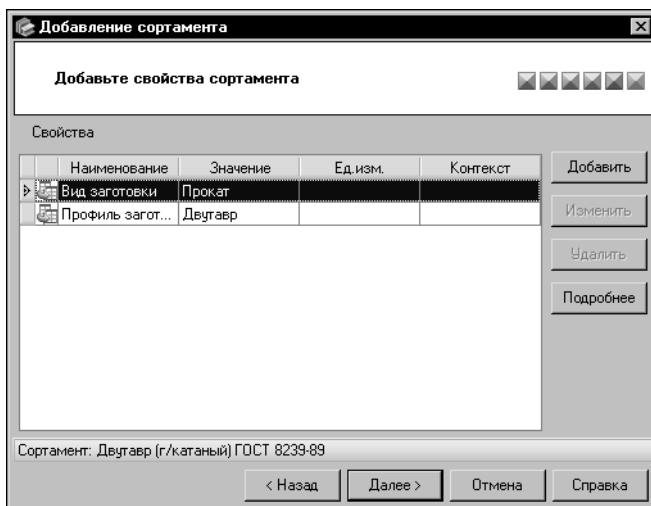 Добавление сортамента
Добавьте свойства сортамента
Свойства
Наименование Значение Ед.изм. Контекст
Вид заготовки Прокат
Профиль загот... Двутавр
Добавить
Изменить
Удалить
Подробнее
Сортамент: Двутавр (г/катаный) ГОСТ 8239-89
< Назад Далее > Отмена Справка